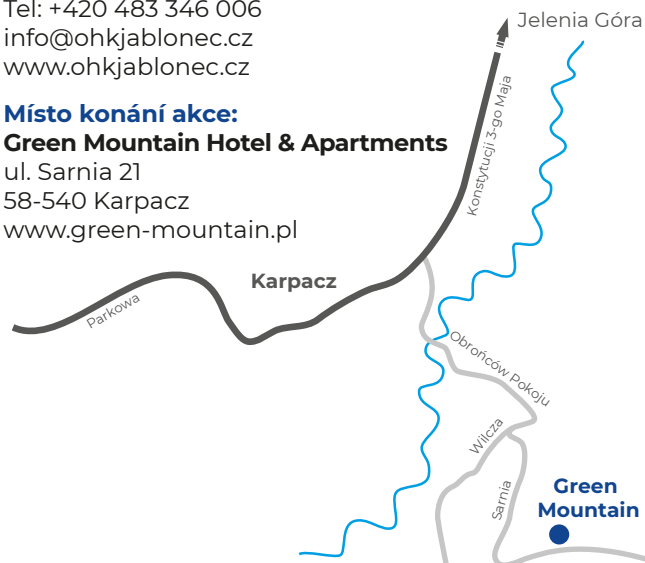 Tel: +420 483 346 006
info@ohkjablonec.cz
www.ohkjablonec.cz
Místo konání akce:
Green Mountain Hotel & Apartments
ul. Sarnia 21
58-540 Karpacz
www.green-mountain.pl
Jelenia Góra
Konstytucji 3-go Maja
Karpacz
Parkowa
Obrońców Pokoju
Wilcza
Sarnia
Green
Mountain